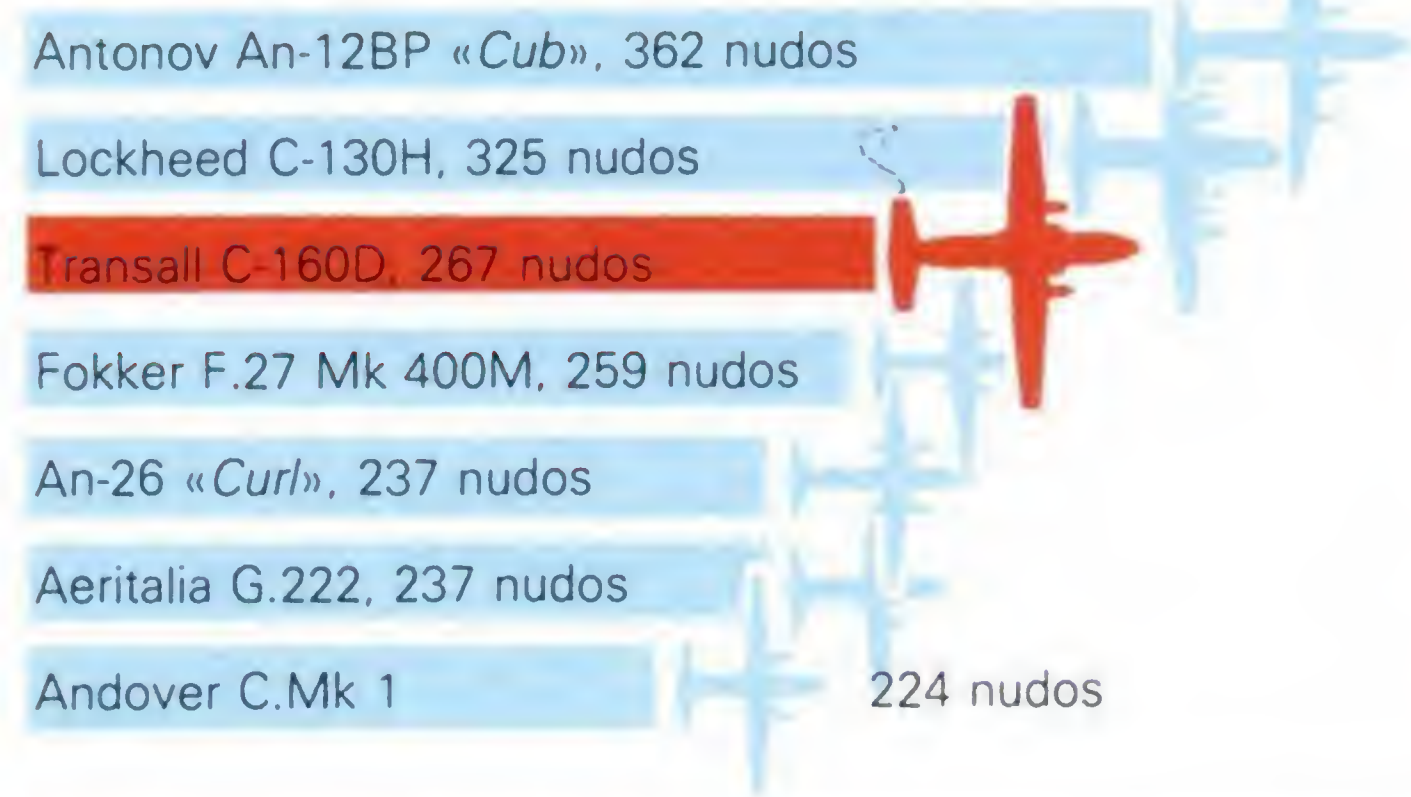 Antonov An-12BP «Cub», 362 nudos
Lockheed C-130H, 325 nudos
Transall C-160D, 267 nudos
Fokker F.27 Mk 400M, 259 nudos
An-26 «Curl», 237 nudos
Aeritalia G.222, 237 nudos
Andover C.Mk 1 224 nudos